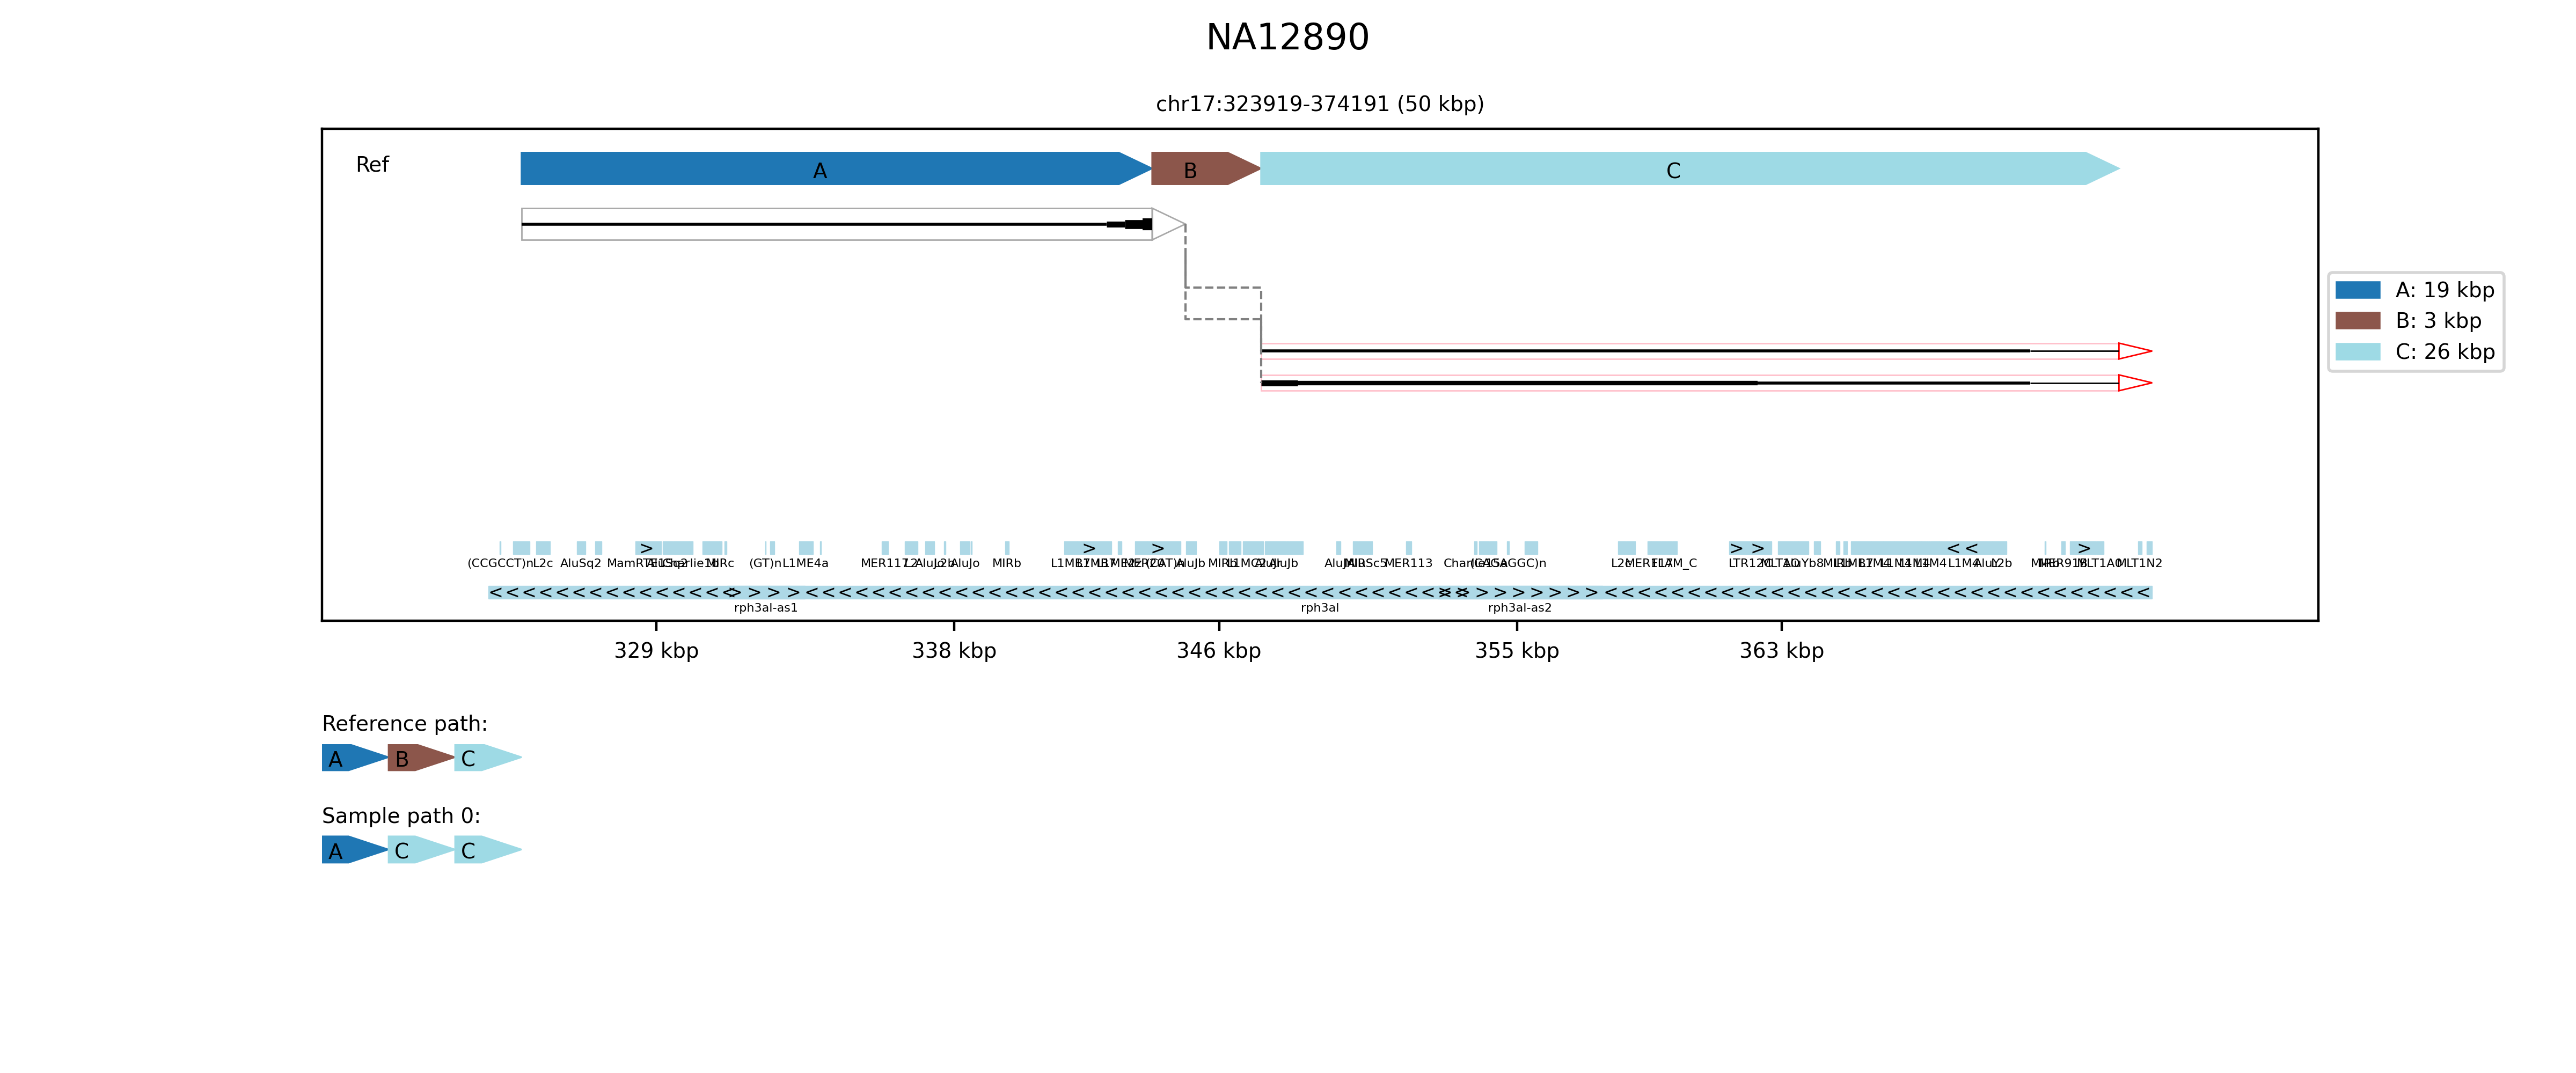 NA12890
chr17:323919-374191 (50 kbp)
Ref
A B C
A: 19 kbp
B: 3 kbp
C: 26 kbp
(CCGCCT)n L2c AluSq2 (GT)n L1ME4a MER117 L2 AluJo MIRb AluJb MER113 FLAM_C L1M4 MLT1A0 MLT1N2
rph3al-as1 rph3al rph3al-as2
329 kbp 338 kbp 346 kbp 355 kbp 363 kbp
Reference path:
A B C
Sample path 0:
A C C